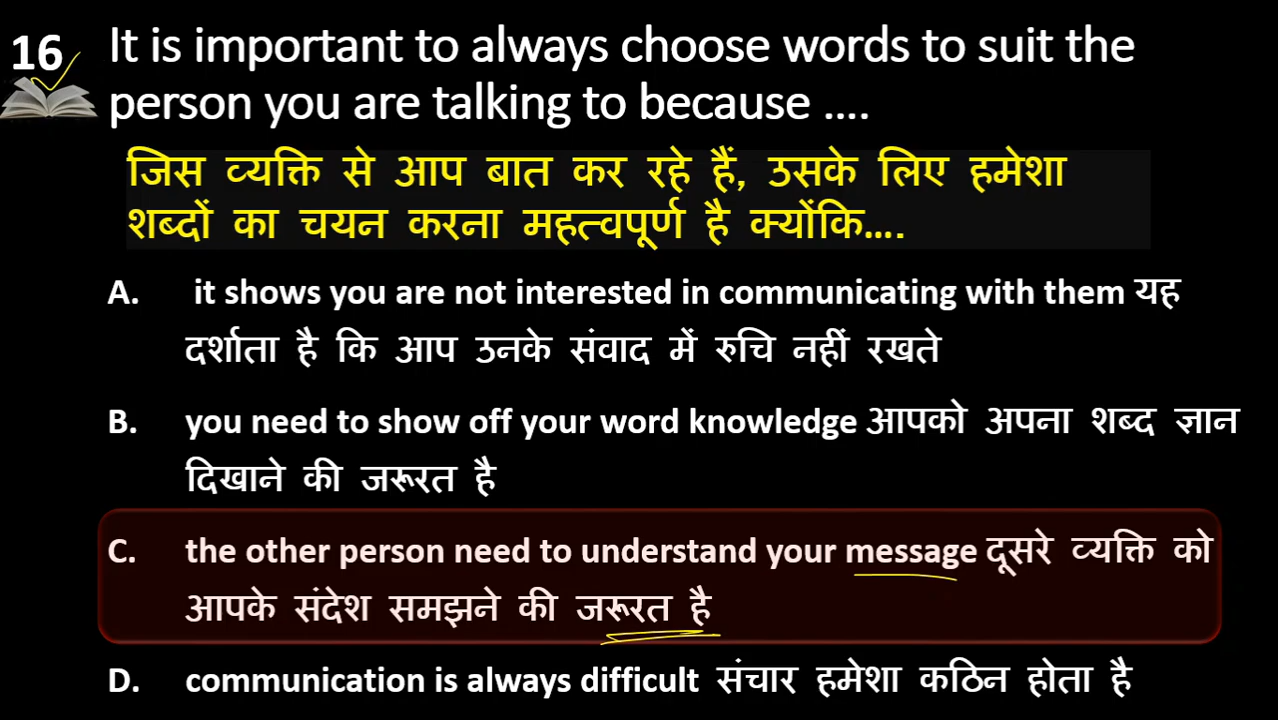 16 It is important to always choose words to suit the
person you are talking to because ....
जिस व्यक्ति से आप बात कर रहे हैं, उसके लिए हमेशा
शब्दों का चयन करना महत्वपूर्ण है क्योंकि....
A. it shows you are not interested in communicating with them यह
दर्शाता है कि आप उनके संवाद में रुचि नहीं रखते
B. you need to show off your word knowledge आपको अपना शब्द ज्ञान
दिखाने की जरूरत है
C. the other person need to understand your message दूसरे व्यक्ति को
आपके संदेश समझने की जरूरत है
D. communication is always difficult संचार हमेशा कठिन होता है